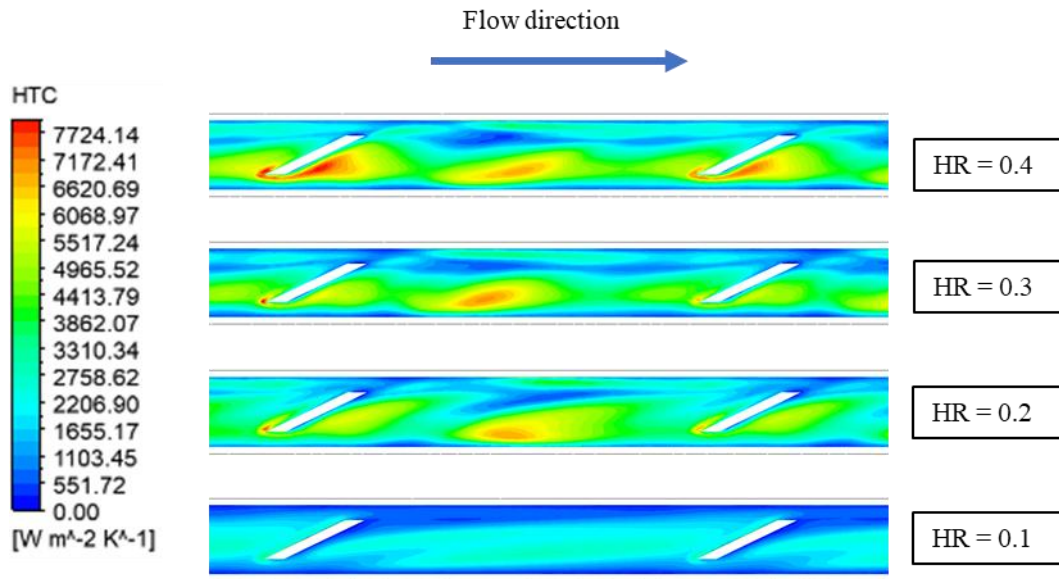 Flow direction
HTC
7724.14
7172.41
6620.69
6068.97
5517.24
4965.52
4413.79
3862.07
3310.34
2758.62
2206.90
1655.17
1103.45
551.72
0.00
[W m^-2 K^-1]
HR = 0.4
HR = 0.3
HR = 0.2
HR = 0.1